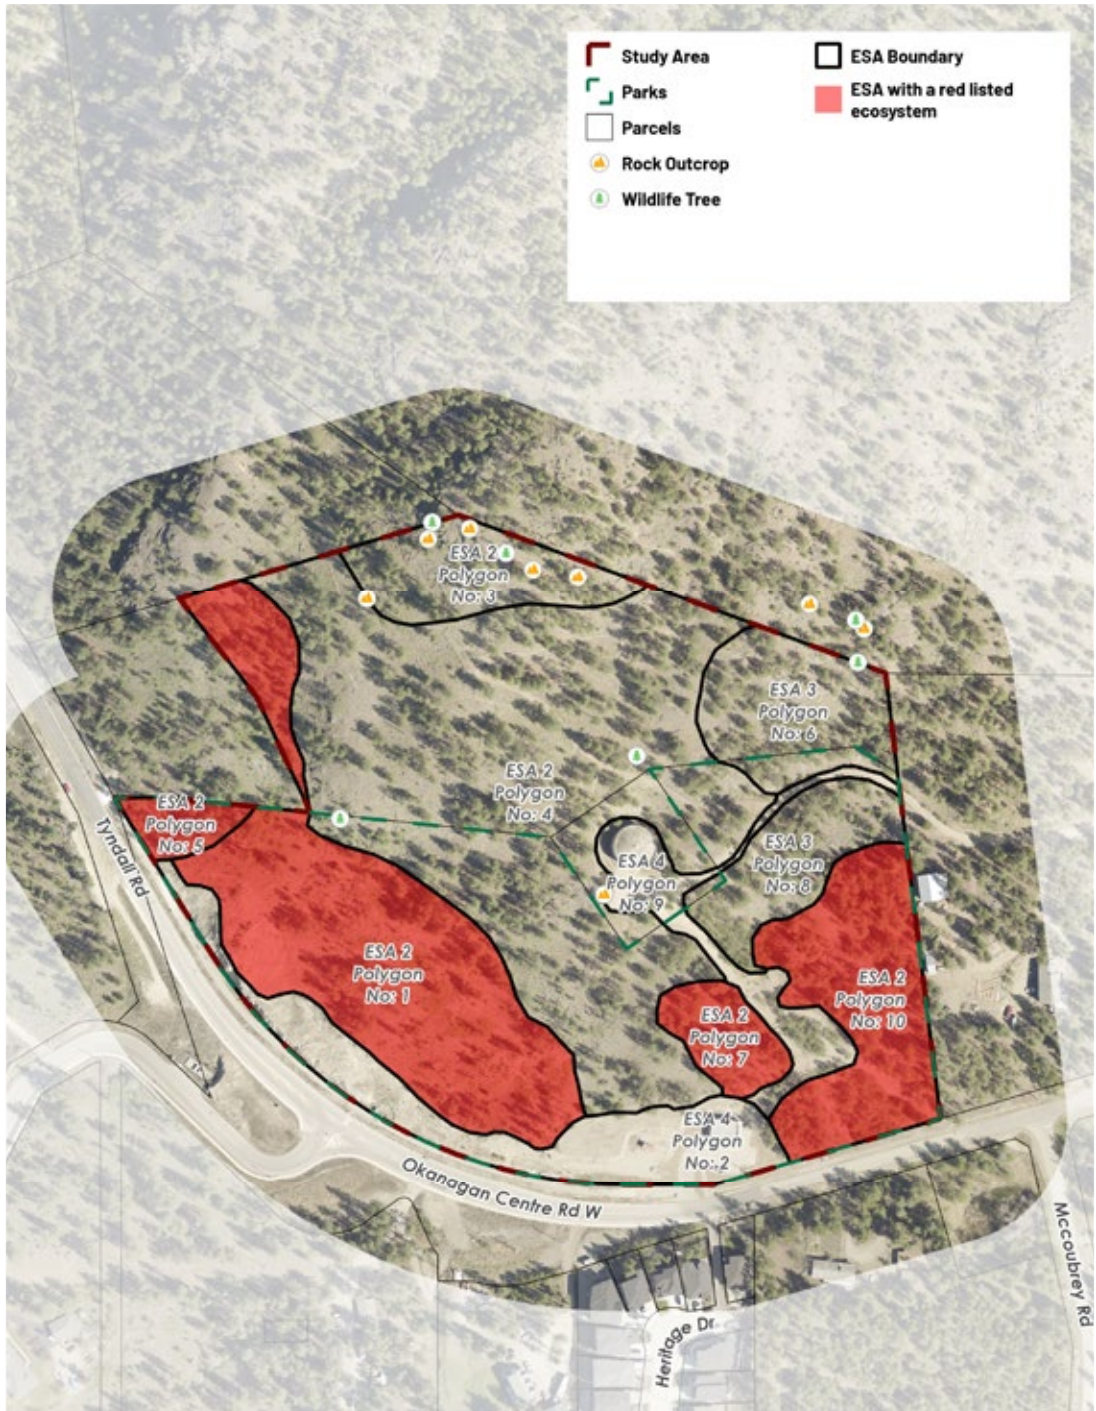 Study Area
Parks
Parcels
Rock Outcrop
Wildlife Tree
ESA Boundary
ESA with a red listed
ecosystem
ESA 2
Polygon
No: 3
ESA 3
Polygon
No: 6
ESA 2
Polygon
No: 4
ESA 2
Polygon
No: 5
Tyndall Rd
ESA 3
Polygon
No: 8
ESA 4
Polygon
No: 9
ESA 2
Polygon
No: 1
ESA 2
Polygon
No: 10
ESA 2
Polygon
No: 7
ESA 4
Polygon
No: 2
Okanagan Centre Rd W
Mccoubrey Rd
Heritage Dr